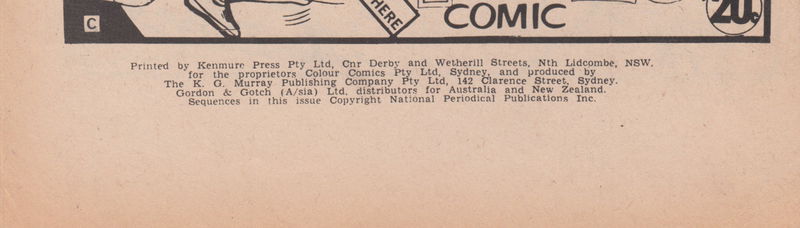 C
HERE
COMIC
20c
Printed by Kenmure Press Pty Ltd, Cnr Derby and Wetherill Streets, Nth Lidcombe, NSW.
for the proprietors Colour Comics Pty Ltd, Sydney, and produced by
The K. G. Murray Publishing Company Pty Ltd, 142 Clarence Street, Sydney.
Gordon & Gotch (A/sia) Ltd. distributors for Australia and New Zealand.
Sequences in this issue Copyright National Periodical Publications Inc.